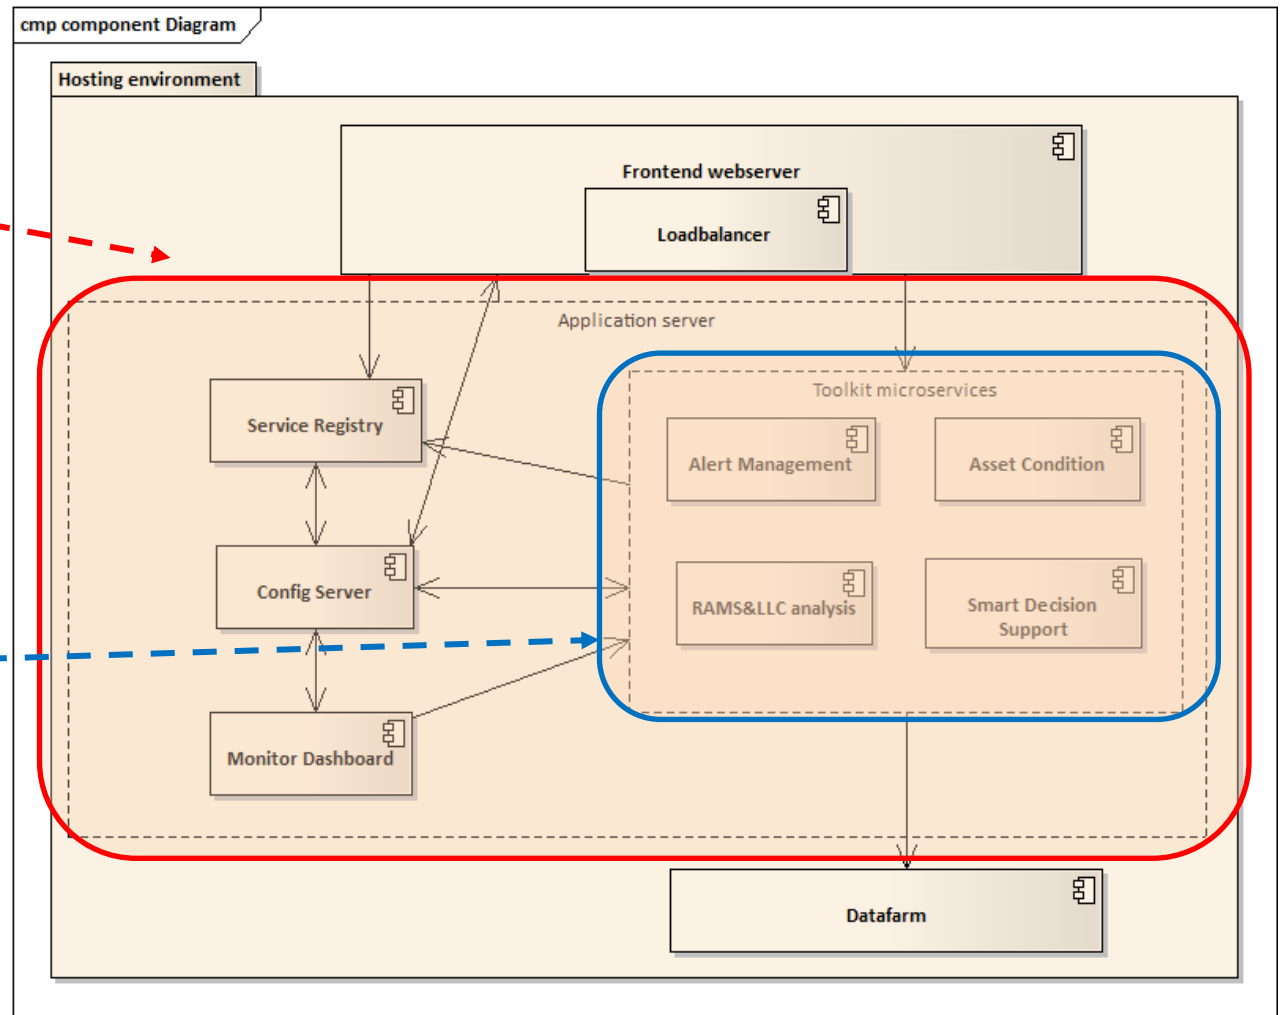 cmp component Diagram
Hosting environment
Frontend webserver
Loadbalancer
Application server
Toolkit microservices
Service Registry
Alert Management
Asset Condition
Config Server
RAMS&LLC analysis
Smart Decision
Support
Monitor Dashboard
Datafarm